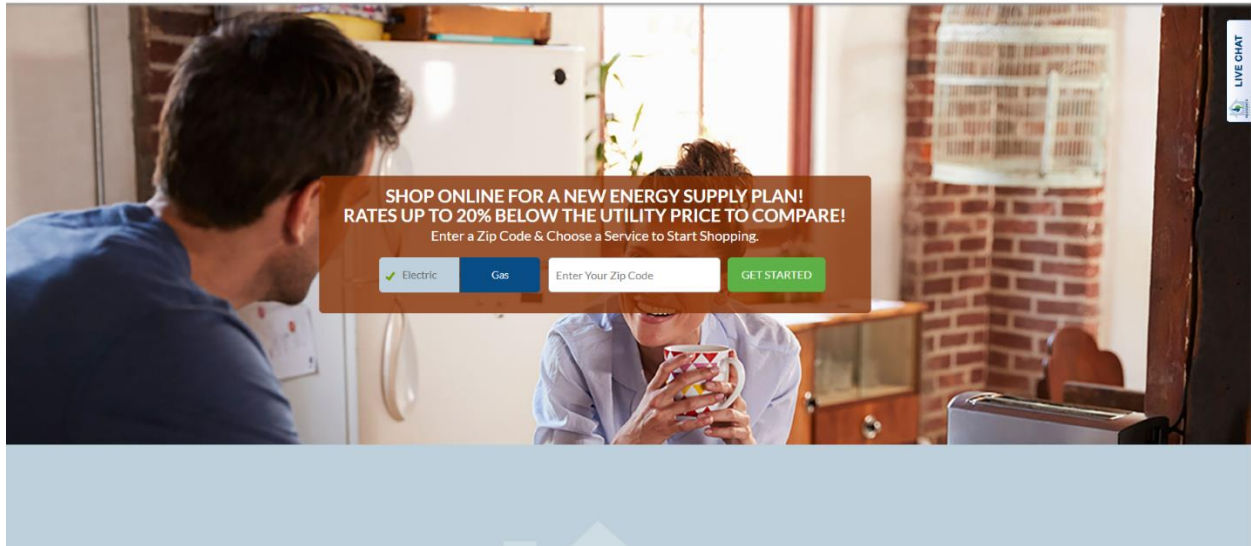 LIVE CHAT
SHOP ONLINE FOR A NEW ENERGY SUPPLY PLAN!
RATES UP TO 20% BELOW THE UTILITY PRICE TO COMPARE!
Enter a Zip Code & Choose a Service to Start Shopping.
Electric Gas Enter Your Zip Code GET STARTED